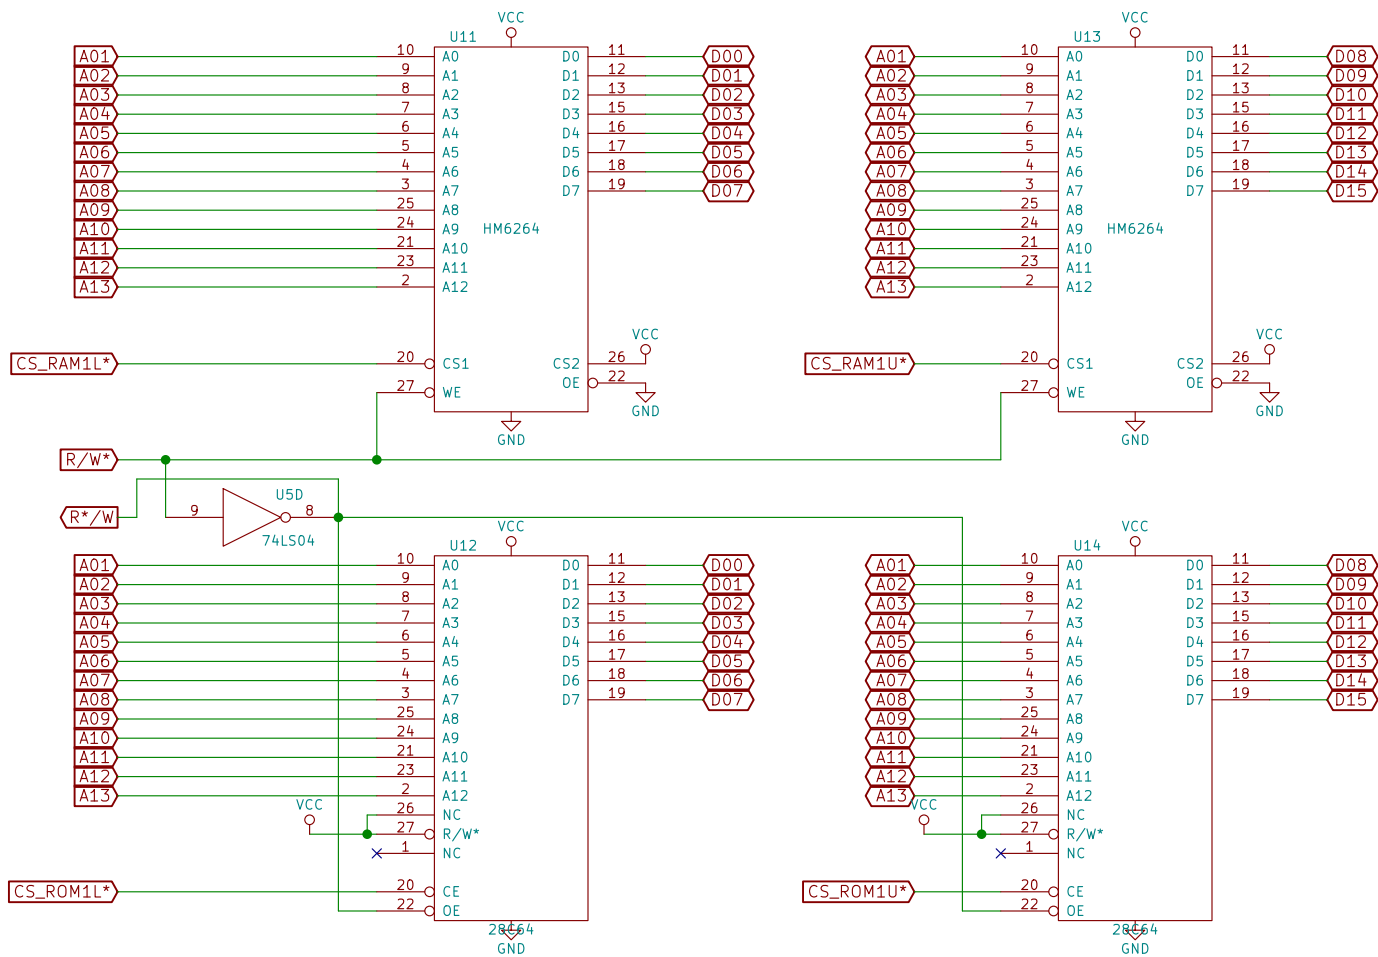 VCC VCC
U11 U13
A01 10 A0 D0 11 D00 A01 10 A0 D0 11 D08
A02 9 A1 D1 12 D01 A02 9 A1 D1 12 D09
A03 8 A2 D2 13 D02 A03 8 A2 D2 13 D10
A04 7 A3 D3 15 D03 A04 7 A3 D3 15 D11
A05 6 A4 D4 16 D04 A05 6 A4 D4 16 D12
A06 5 A5 D5 17 D05 A06 5 A5 D5 17 D13
A07 4 A6 D6 18 D06 A07 4 A6 D6 18 D14
A08 3 A7 D7 19 D07 A08 3 A7 D7 19 D15
A09 25 A8 A09 25 A8
A10 24 A9 HM6264 A10 24 A9 HM6264
A11 21 A10 A11 21 A10
A12 23 A11 A12 23 A11
A13 2 A12 A13 2 A12
VCC VCC
CS_RAM1L* 20 CS1 CS2 26 CS_RAM1U* 20 CS1 CS2 26
OE 22 OE 22
27 WE 27 WE
GND GND
GND GND
R/W*
U5D
R*/W 9 8
VCC VCC
74LS04
U12 U14
A01 10 A0 D0 11 D00 A01 10 A0 D0 11 D08
A02 9 A1 D1 12 D01 A02 9 A1 D1 12 D09
A03 8 A2 D2 13 D02 A03 8 A2 D2 13 D10
A04 7 A3 D3 15 D03 A04 7 A3 D3 15 D11
A05 6 A4 D4 16 D04 A05 6 A4 D4 16 D12
A06 5 A5 D5 17 D05 A06 5 A5 D5 17 D13
A07 4 A6 D6 18 D06 A07 4 A6 D6 18 D14
A08 3 A7 D7 19 D07 A08 3 A7 D7 19 D15
A09 25 A8 A09 25 A8
A10 24 A9 A10 24 A9
A11 21 A10 A11 21 A10
A12 23 A11 A12 23 A11
A13 2 A12 A13 2 A12
VCC VCC
26 NC 26 NC
27 R/W* 27 R/W*
1 NC 1 NC
CS_ROM1L* 20 CE CS_ROM1U* 20 CE
22 OE 22 OE
28C64 28C64
GND GND